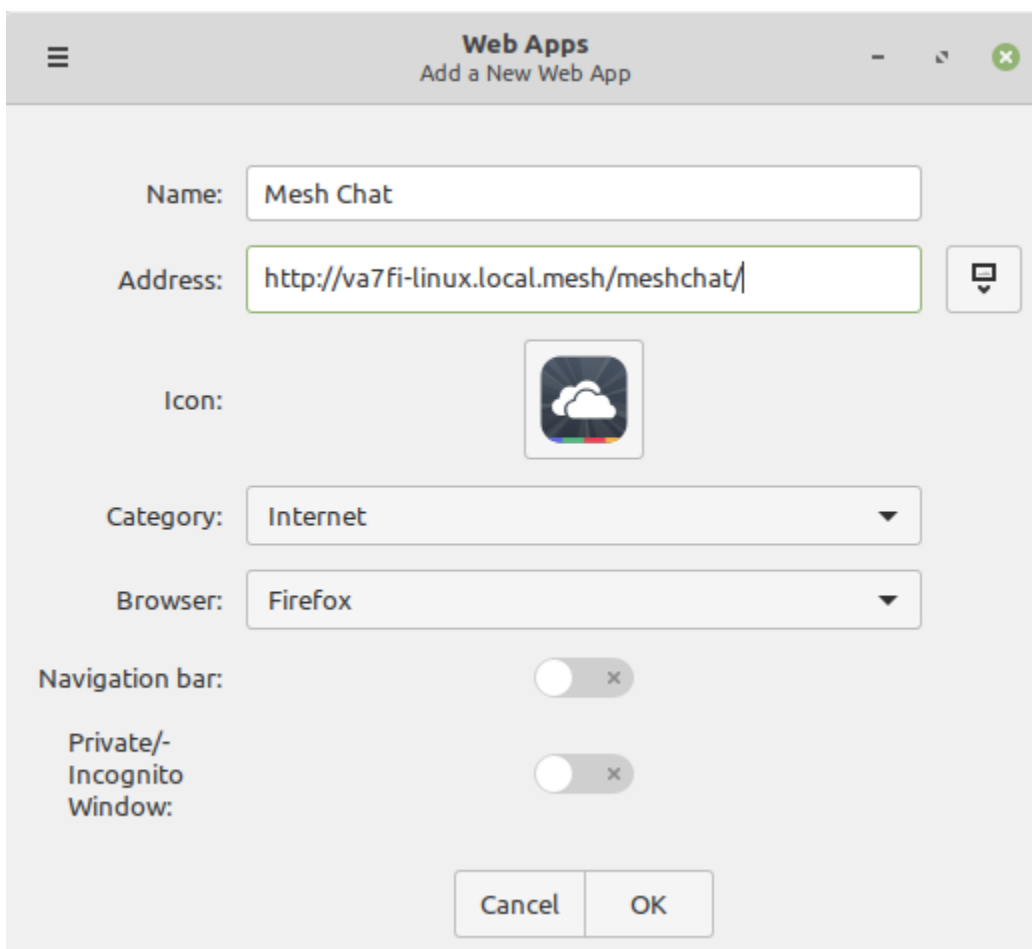 Web Apps
Add a New Web App
Name: Mesh Chat
Address: http://va7fi-linux.local.mesh/meshchat/
Icon:
Category: Internet
Browser: Firefox
Navigation bar:
Private/-
Incognito
Window:
Cancel OK